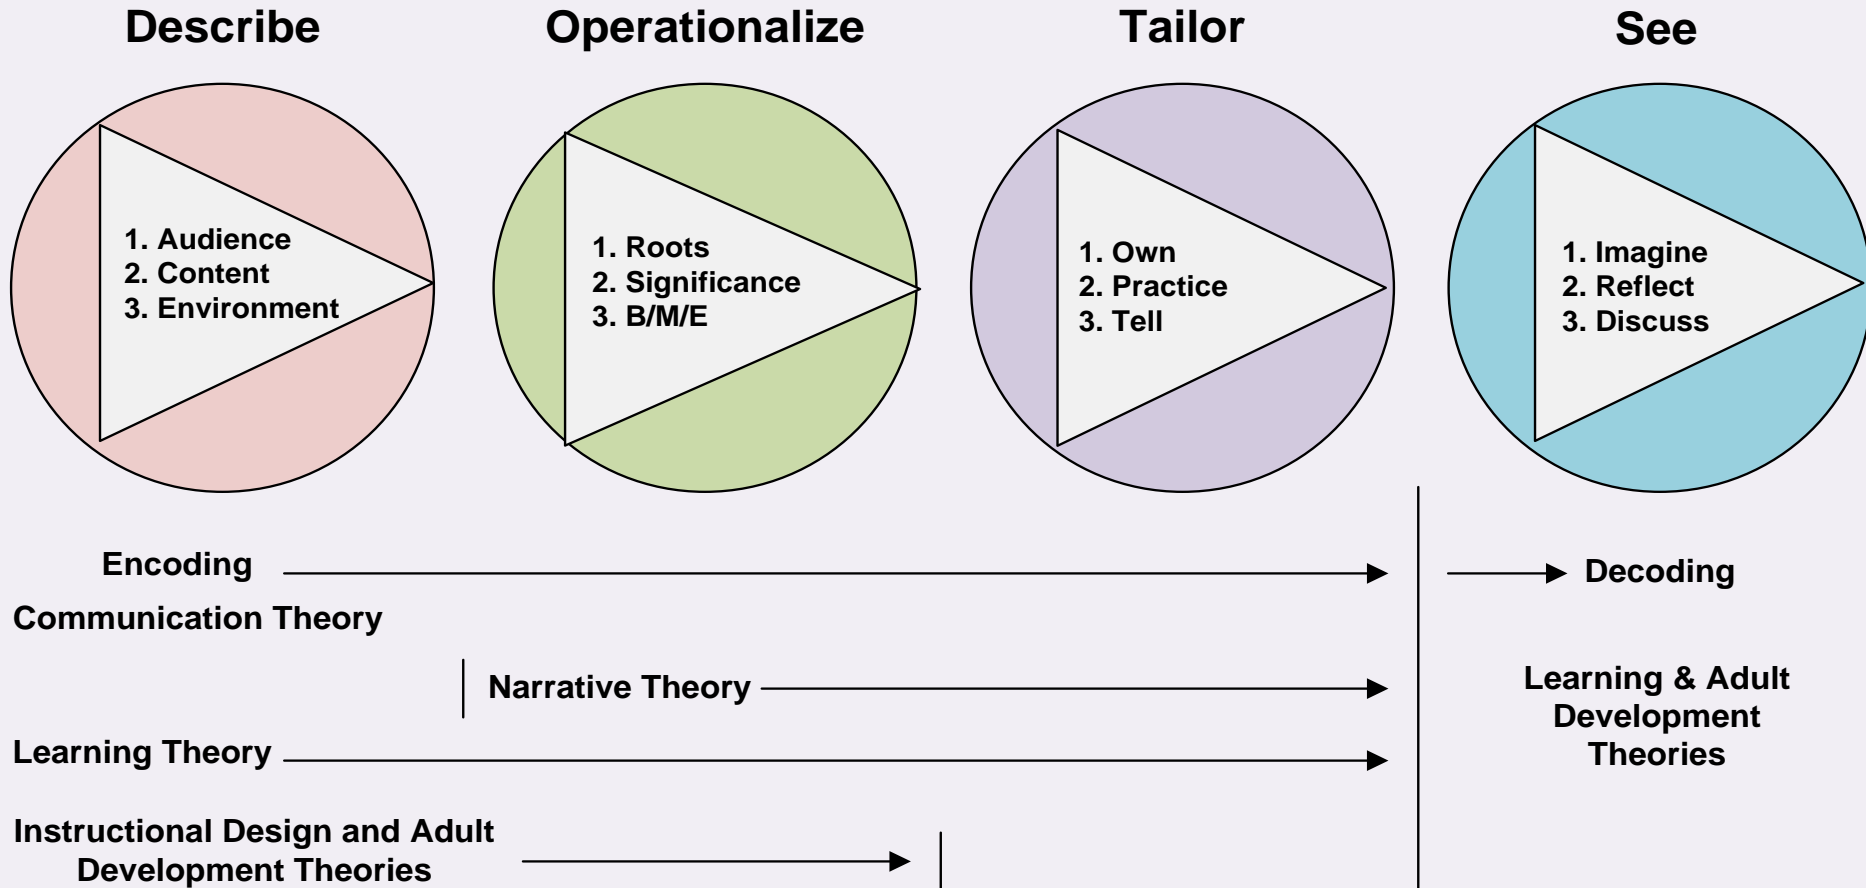 Describe
Operationalize
Tailor
See
1. Audience
2. Content
3. Environment
1. Roots
2. Significance
3. B/M/E
1. Own
2. Practice
3. Tell
1. Imagine
2. Reflect
3. Discuss
Encoding
Decoding
Communication Theory
Narrative Theory
Learning & Adult
Development
Theories
Learning Theory
Instructional Design and Adult
Development Theories